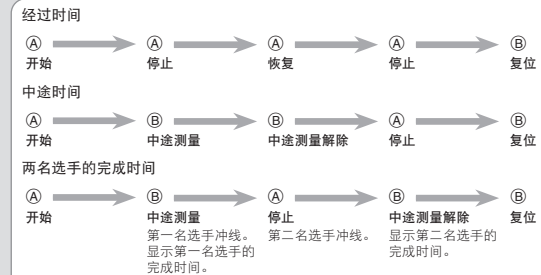 经过时间
Ⓐ Ⓐ Ⓐ Ⓐ Ⓑ
开始 停止 恢复 停止 复位
中途时间
Ⓐ Ⓑ Ⓑ Ⓐ Ⓑ
开始 中途测量 中途测量解除 停止 复位
两名选手的完成时间
Ⓐ Ⓑ Ⓐ Ⓑ Ⓑ
开始 中途测量 停止 中途测量解除 复位
第一名选手冲线。 第二名选手冲线。 显示第二名选手的
显示第一名选手的 完成时间。
完成时间。